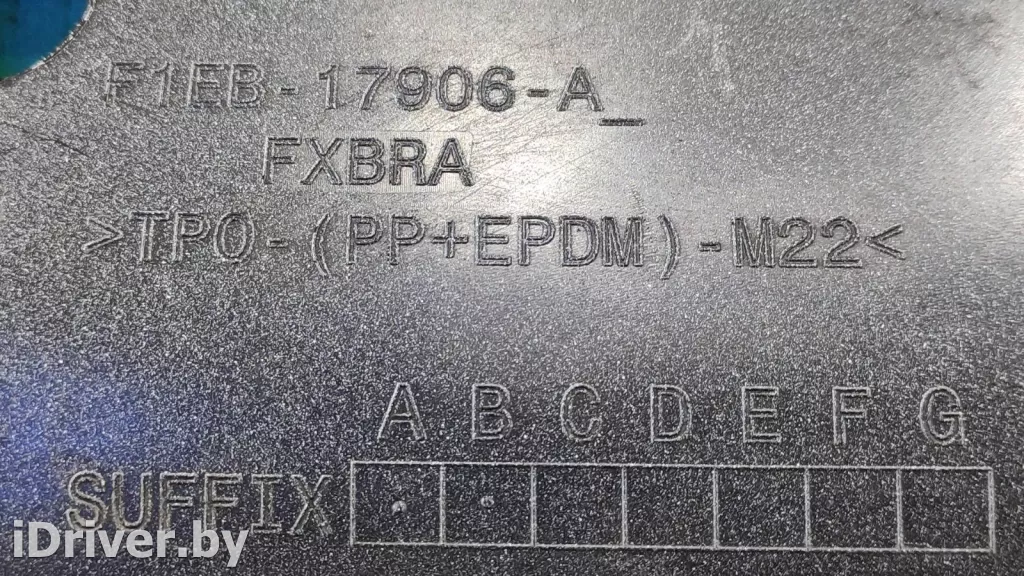 F1EB-17906-A_
FXBRA
>TPO-(PP+EPDM)-M22<
A B C D E F G
SUFFIX
iDriver.by